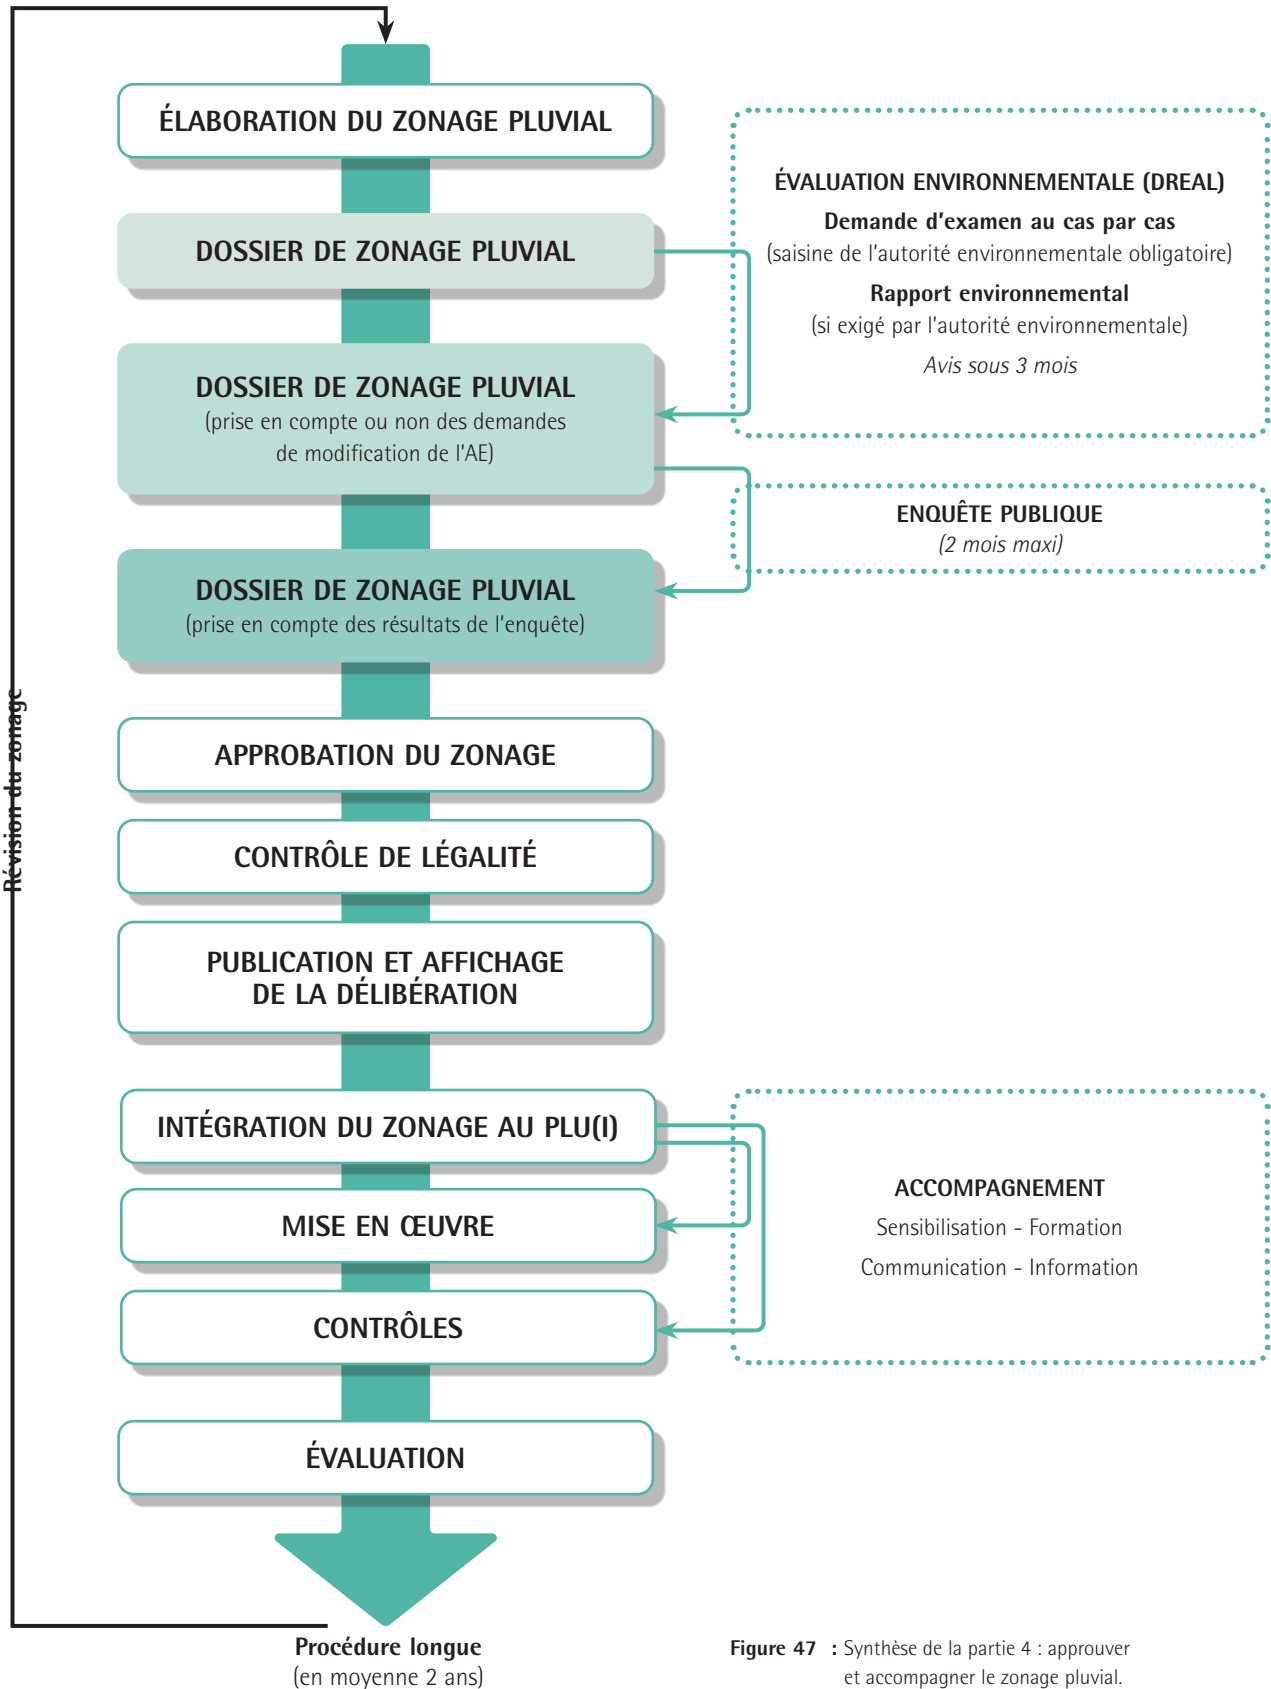 ÉLABORATION DU ZONAGE PLUVIAL
DOSSIER DE ZONAGE PLUVIAL
ÉVALUATION ENVIRONNEMENTALE (DREAL)
Demande d'examen au cas par cas
(saisine de l'autorité environnementale obligatoire)
Rapport environnemental
(si exigé par l'autorité environnementale)
Avis sous 3 mois
DOSSIER DE ZONAGE PLUVIAL
(prise en compte ou non des demandes
de modification de l'AE)
ENQUÊTE PUBLIQUE
(2 mois maxi)
DOSSIER DE ZONAGE PLUVIAL
(prise en compte des résultats de l'enquête)
APPROBATION DU ZONAGE
CONTRÔLE DE LÉGALITÉ
PUBLICATION ET AFFICHAGE
DE LA DÉLIBÉRATION
INTÉGRATION DU ZONAGE AU PLU(I)
MISE EN ŒUVRE
CONTRÔLES
ACCOMPAGNEMENT
Sensibilisation - Formation
Communication - Information
ÉVALUATION
Révision du zonage
Procédure longue
(en moyenne 2 ans)
Figure 47 : Synthèse de la partie 4 : approuver
et accompagner le zonage pluvial.